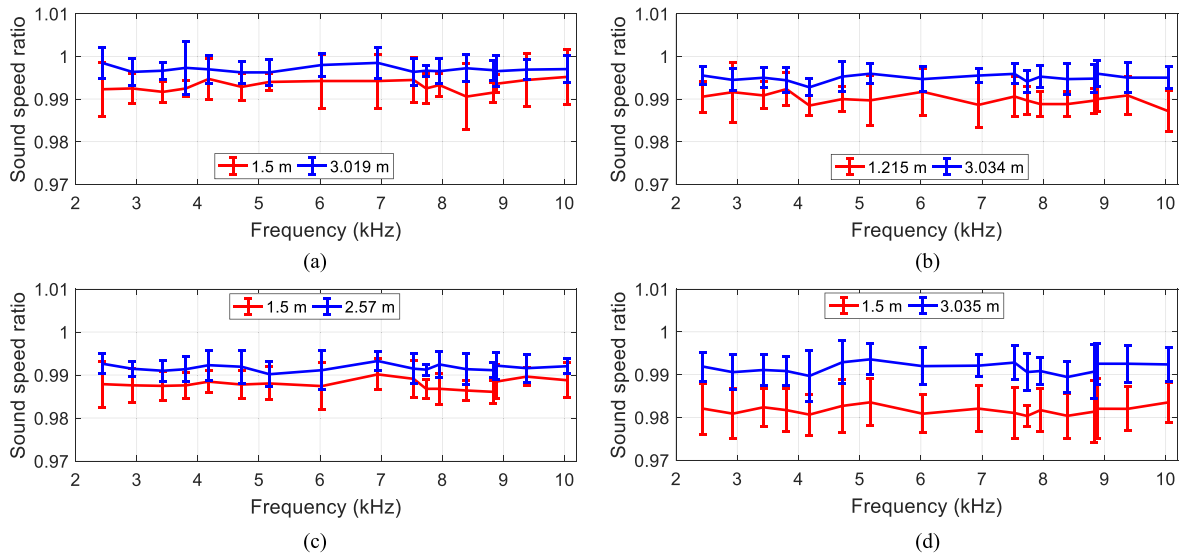 1.01
1
0.99
0.98
0.97
Sound speed ratio
1.5 m 3.019 m
2 3 4 5 6 7 8 9 10
Frequency (kHz)
(a)
1.01
1
0.99
0.98
0.97
Sound speed ratio
1.215 m 3.034 m
2 3 4 5 6 7 8 9 10
Frequency (kHz)
(b)
1.01
1
0.99
0.98
0.97
Sound speed ratio
1.5 m 2.57 m
2 3 4 5 6 7 8 9 10
Frequency (kHz)
(c)
1.01
1
0.99
0.98
0.97
Sound speed ratio
1.5 m 3.035 m
2 3 4 5 6 7 8 9 10
Frequency (kHz)
(d)